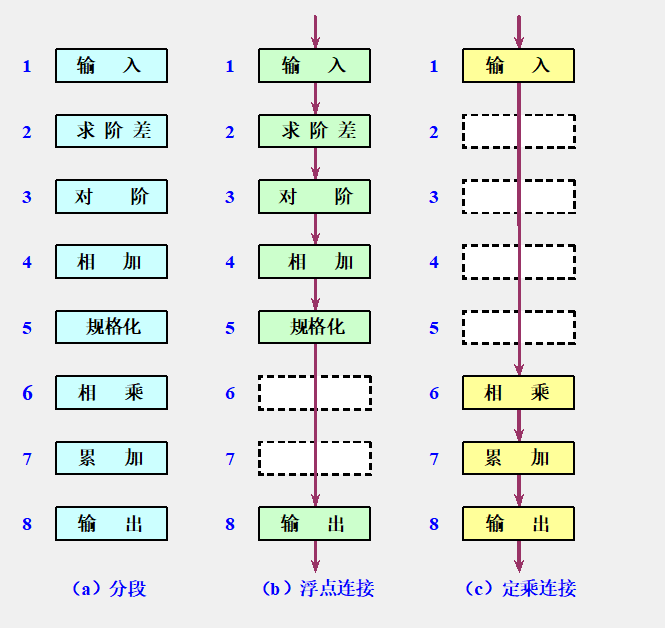 1 输 入 1 输 入 1 输 入
2 求 阶 差 2 求 阶 差 2
3 对 阶 3 对 阶 3
4 相 加 4 相 加 4
5 规格化 5 规格化 5
6 相 乘 6 6 相 乘
7 累 加 7 7 累 加
8 输 出 8 输 出 8 输 出
（a）分段 （b）浮点连接 （c）定乘连接